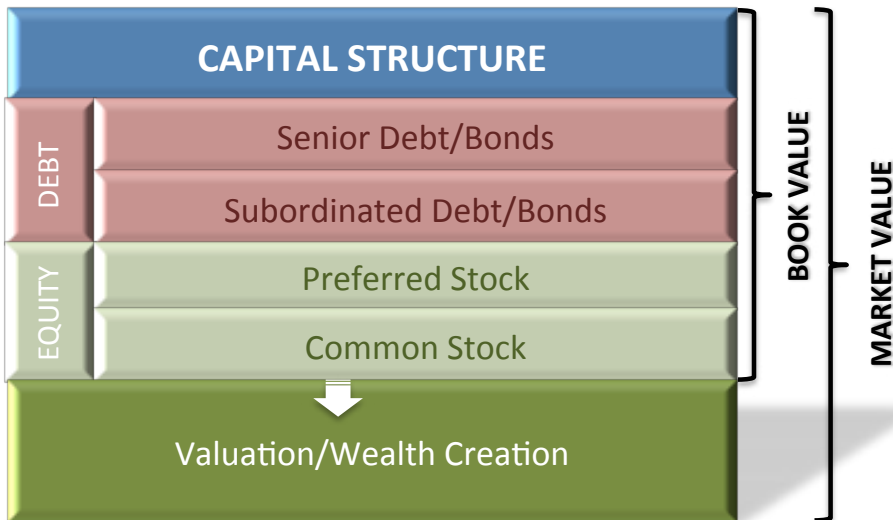 CAPITAL STRUCTURE
DEBT
Senior Debt/Bonds
Subordinated Debt/Bonds
EQUITY
Preferred Stock
Common Stock
Valuation/Wealth Creation
BOOK VALUE
MARKET VALUE